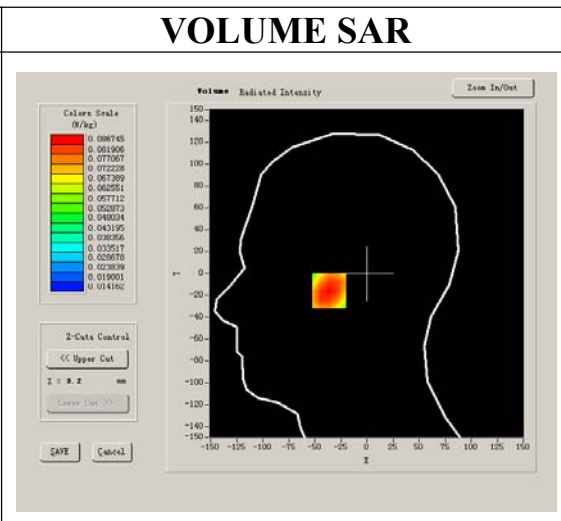 VOLUME SAR
Volume Radiated Intensity
Zoom In/Out
Colors Scale
(W/kg)
0.086745
0.081906
0.077067
0.072228
0.067389
0.062551
0.057712
0.052873
0.048034
0.043195
0.038356
0.033517
0.028678
0.023839
0.019001
0.014162
Z-Cuts Control
<< Upper Cut
Lower Cut >>
SAVE
Cancel
150
140
120
100
80
60
40
20
0
-20
-40
-60
-80
-100
-120
-140
-150
Y
-150 -125 -100 -75 -50 -25 0 25 50 75 100 125 150
X